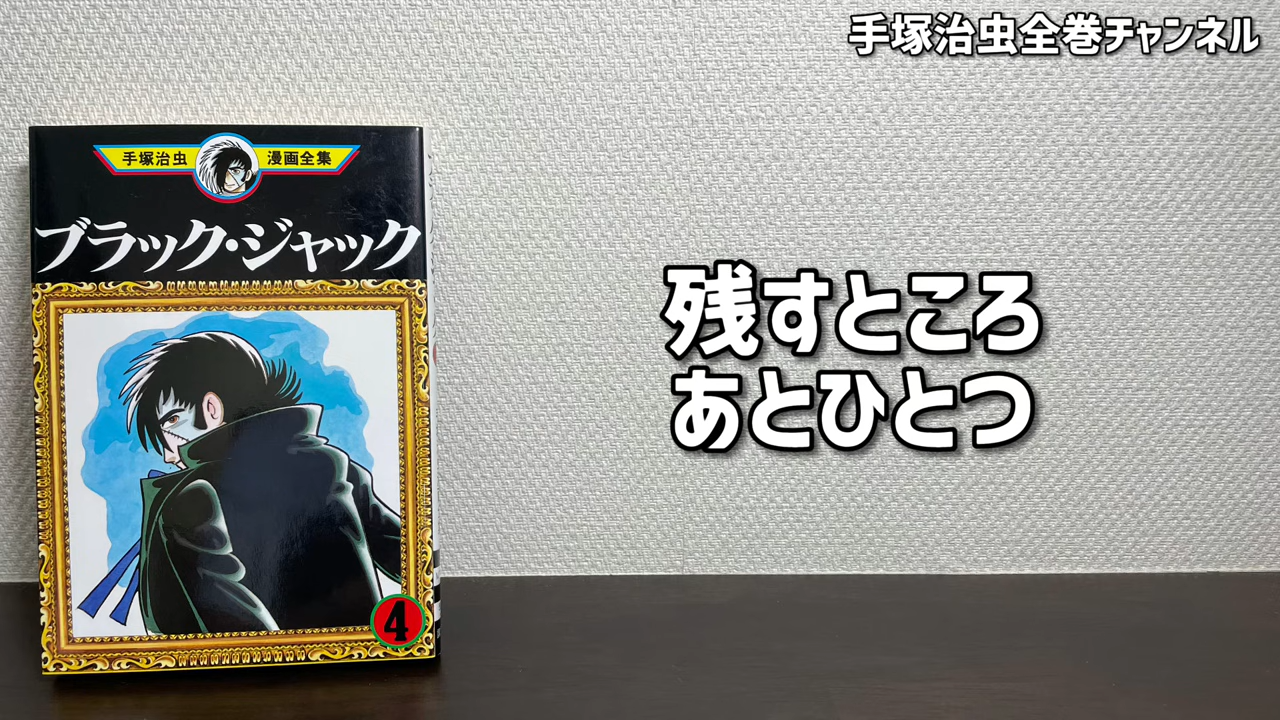 手塚治虫全巻チャンネル
手塚治虫 漫画全集
ブラック・ジャック
残すところ
あとひとつ
4